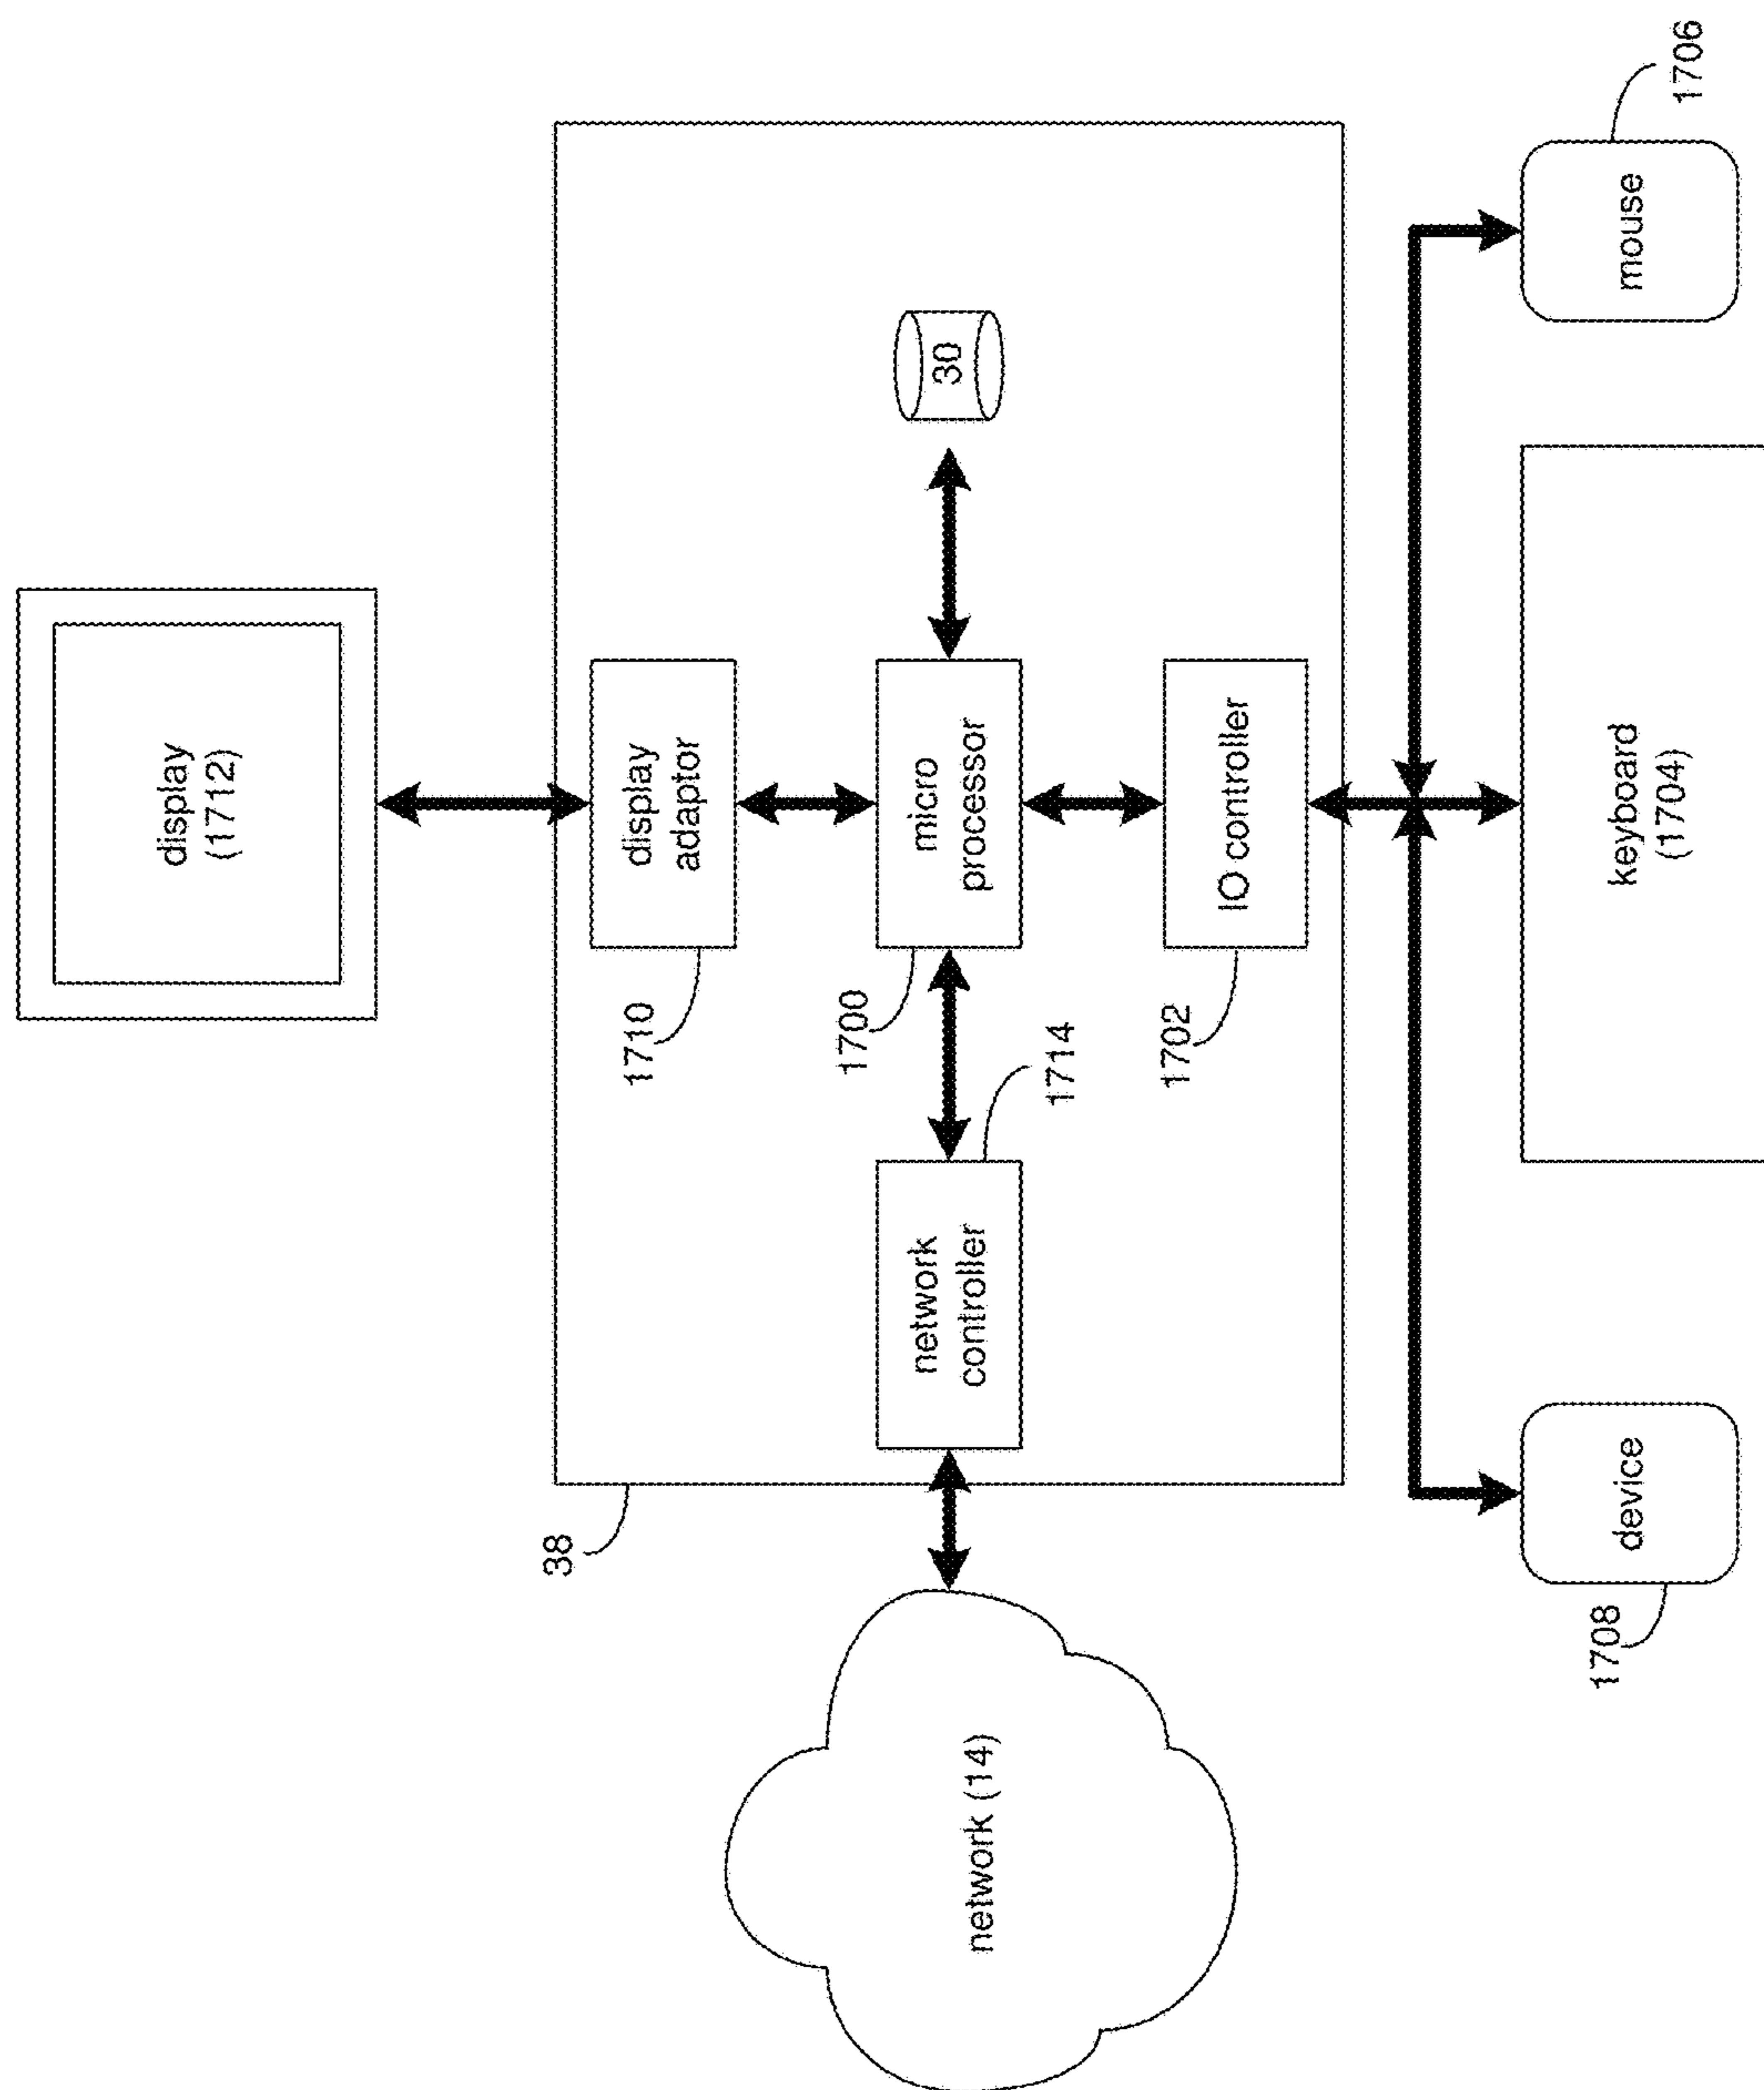 display
(1712)
38
1710
display
adaptor
1700
micro
processor
30
network
controller
network (14)
1714
1702
IO controller
1708
device
keyboard
(1704)
mouse
1706